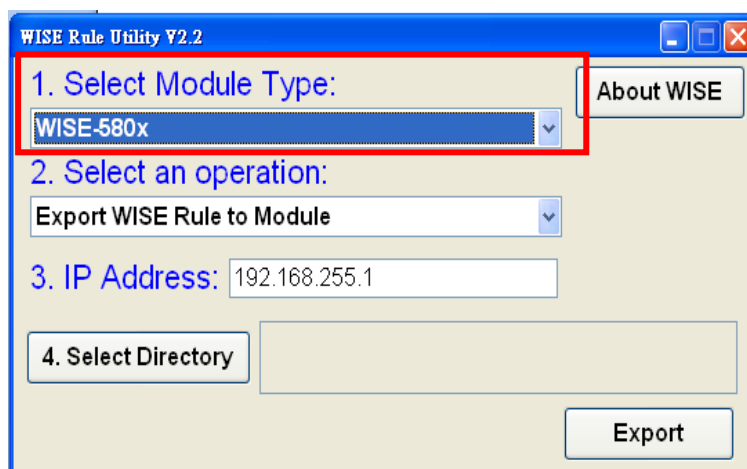 WISE Rule Utility V2.2
1. Select Module Type:
About WISE
WISE-580x
2. Select an operation:
Export WISE Rule to Module
3. IP Address: 192.168.255.1
4. Select Directory
Export